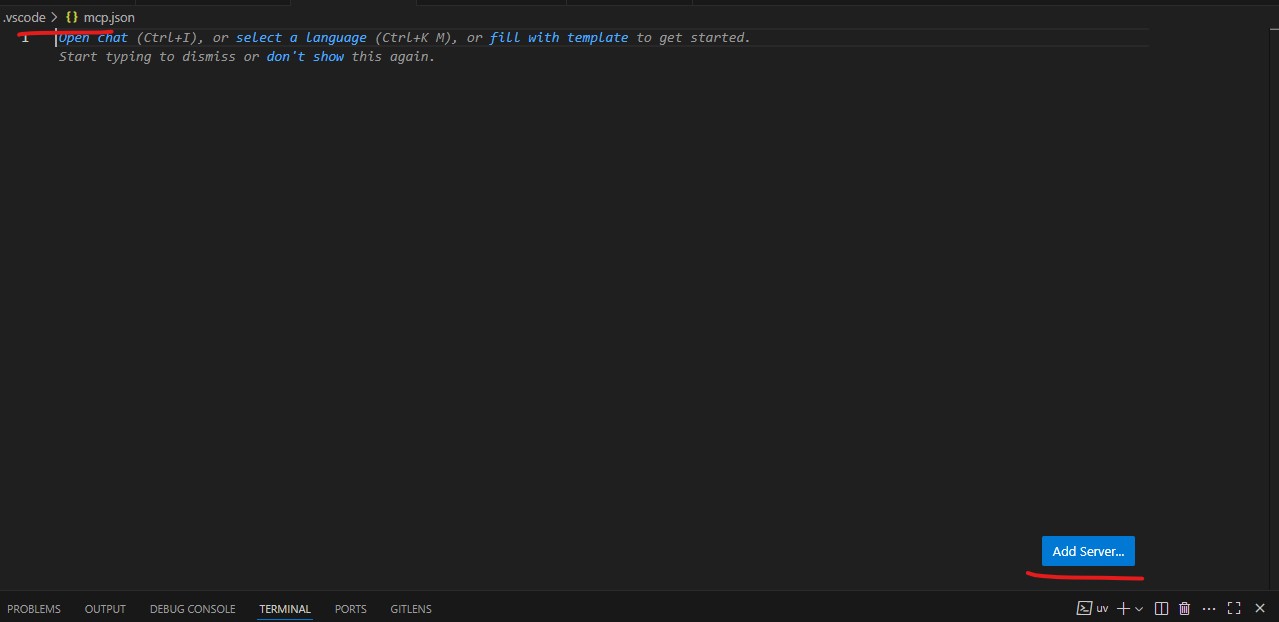 .vscode > {} mcp.json
1 Open chat (Ctrl+I), or select a language (Ctrl+K M), or fill with template to get started.
Start typing to dismiss or don't show this again.
Add Server...
PROBLEMS OUTPUT DEBUG CONSOLE TERMINAL PORTS GITLENS uv